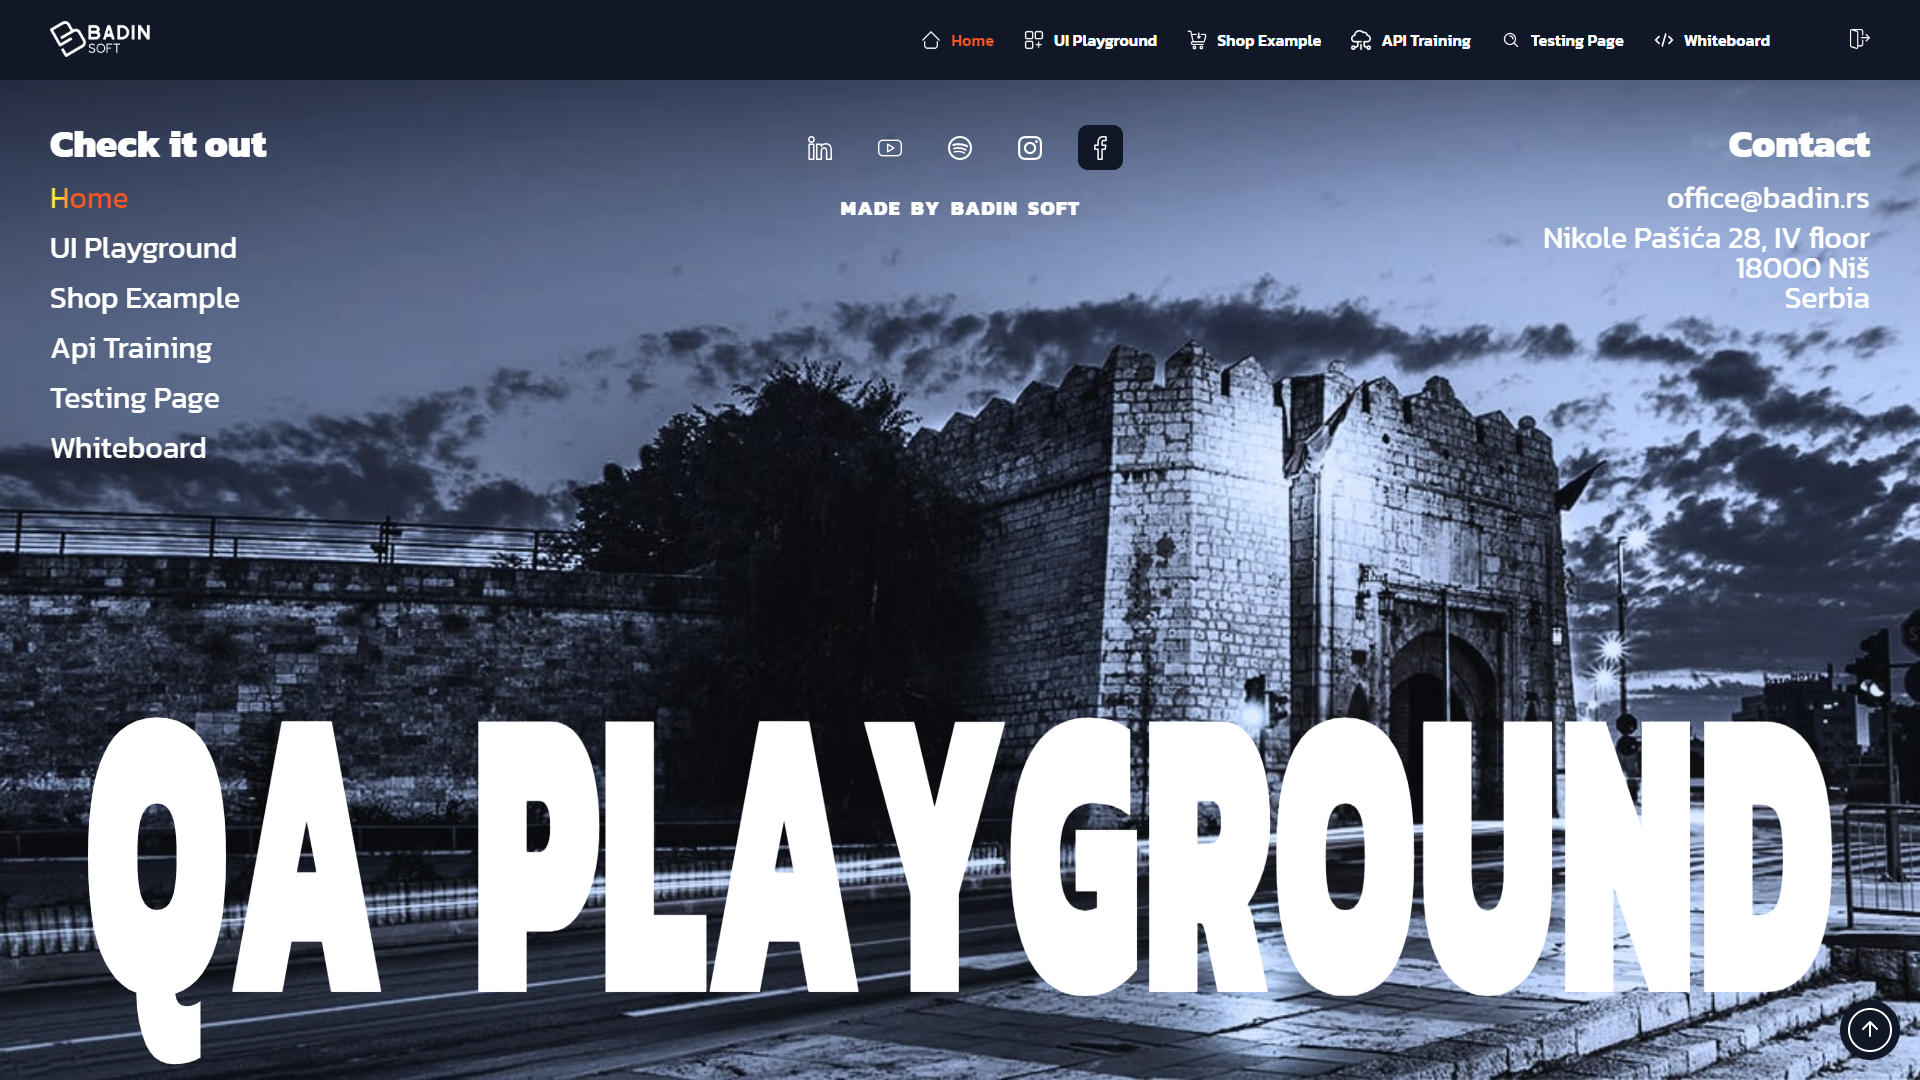 BADIN
SOFT
Home
UI Playground
Shop Example
API Training
Testing Page
Whiteboard
Check it out
Home
UI Playground
Shop Example
Api Training
Testing Page
Whiteboard
MADE BY BADIN SOFT
Contact
office@badin.rs
Nikole Pašića 28, IV floor
18000 Niš
Serbia
QA PLAYGROUND